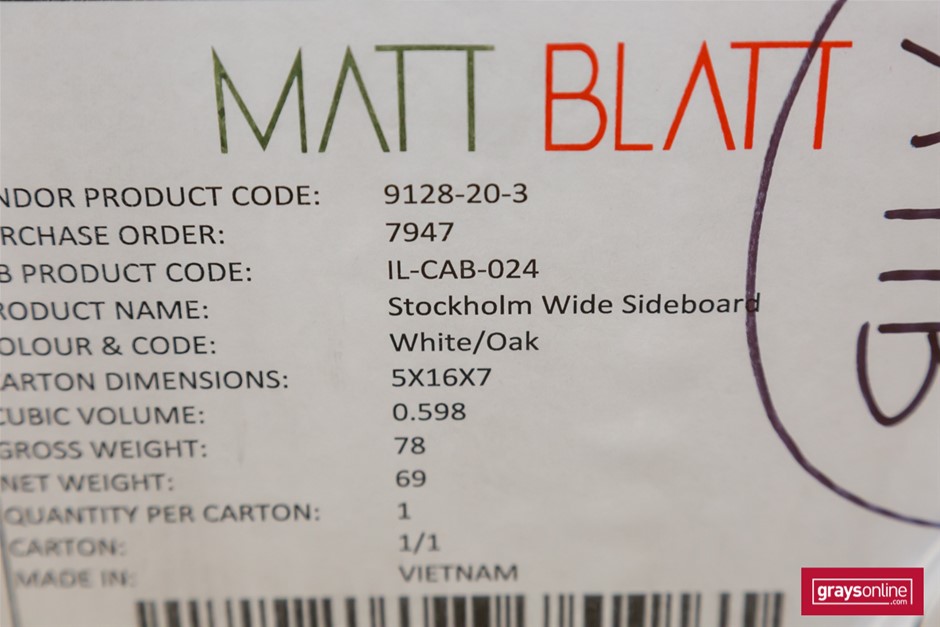 MATT BLATT
NDOR PRODUCT CODE: 9128-20-3
RCHASE ORDER: 7947
B PRODUCT CODE: IL-CAB-024
RODUCT NAME: Stockholm Wide Sideboard
OLOUR & CODE: White/Oak
ARTON DIMENSIONS: 5X16X7
CUBIC VOLUME: 0.598
GROSS WEIGHT: 78
NET WEIGHT: 69
QUANTITY PER CARTON: 1
CARTON: 1/1
MADE IN: VIETNAM
graysonline.com